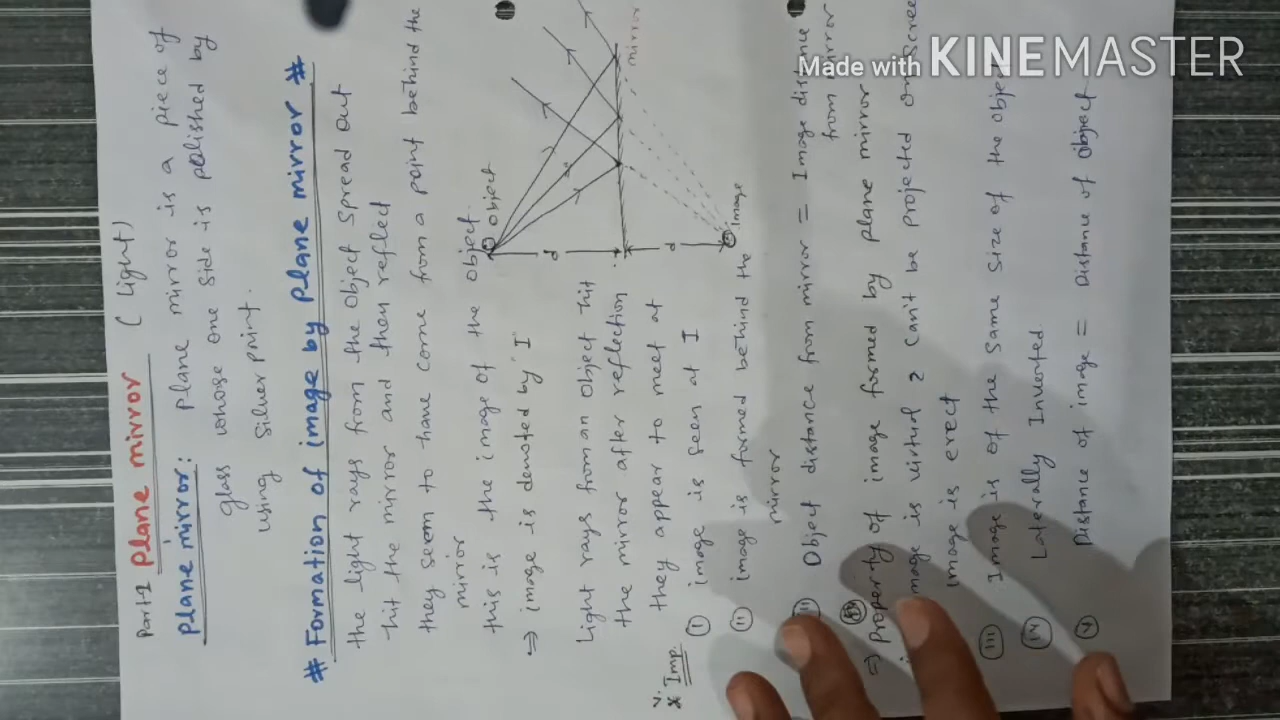 Part-1 Plane mirror (Light)
Plane mirror: plane mirror is a piece of
glass whose one side is polished by
using silver paint.
# Formation of image by plane mirror #
the light rays from the object spread out
hit the mirror and then reflect
they seem to have come from a point behind the
mirror
this is the image of the object.
⇒ image is denoted by "I"
Light rays from an object hit
the mirror after reflection
they appear to meet at
V. Imp.
(i) image is seen at I
(ii) image is formed behind the
mirror
Object distance from mirror = Image distance
from mirror
⇒ Property of image formed by plane mirror
image is virtual 2 Can't be projected on Scree
image is erect
(iii) Image is of the same size of the Obje
(iv) Laterally Inverted
(v) Distance of image = Distance of object
object
d
d
image
mirror
Made with KINEMASTER